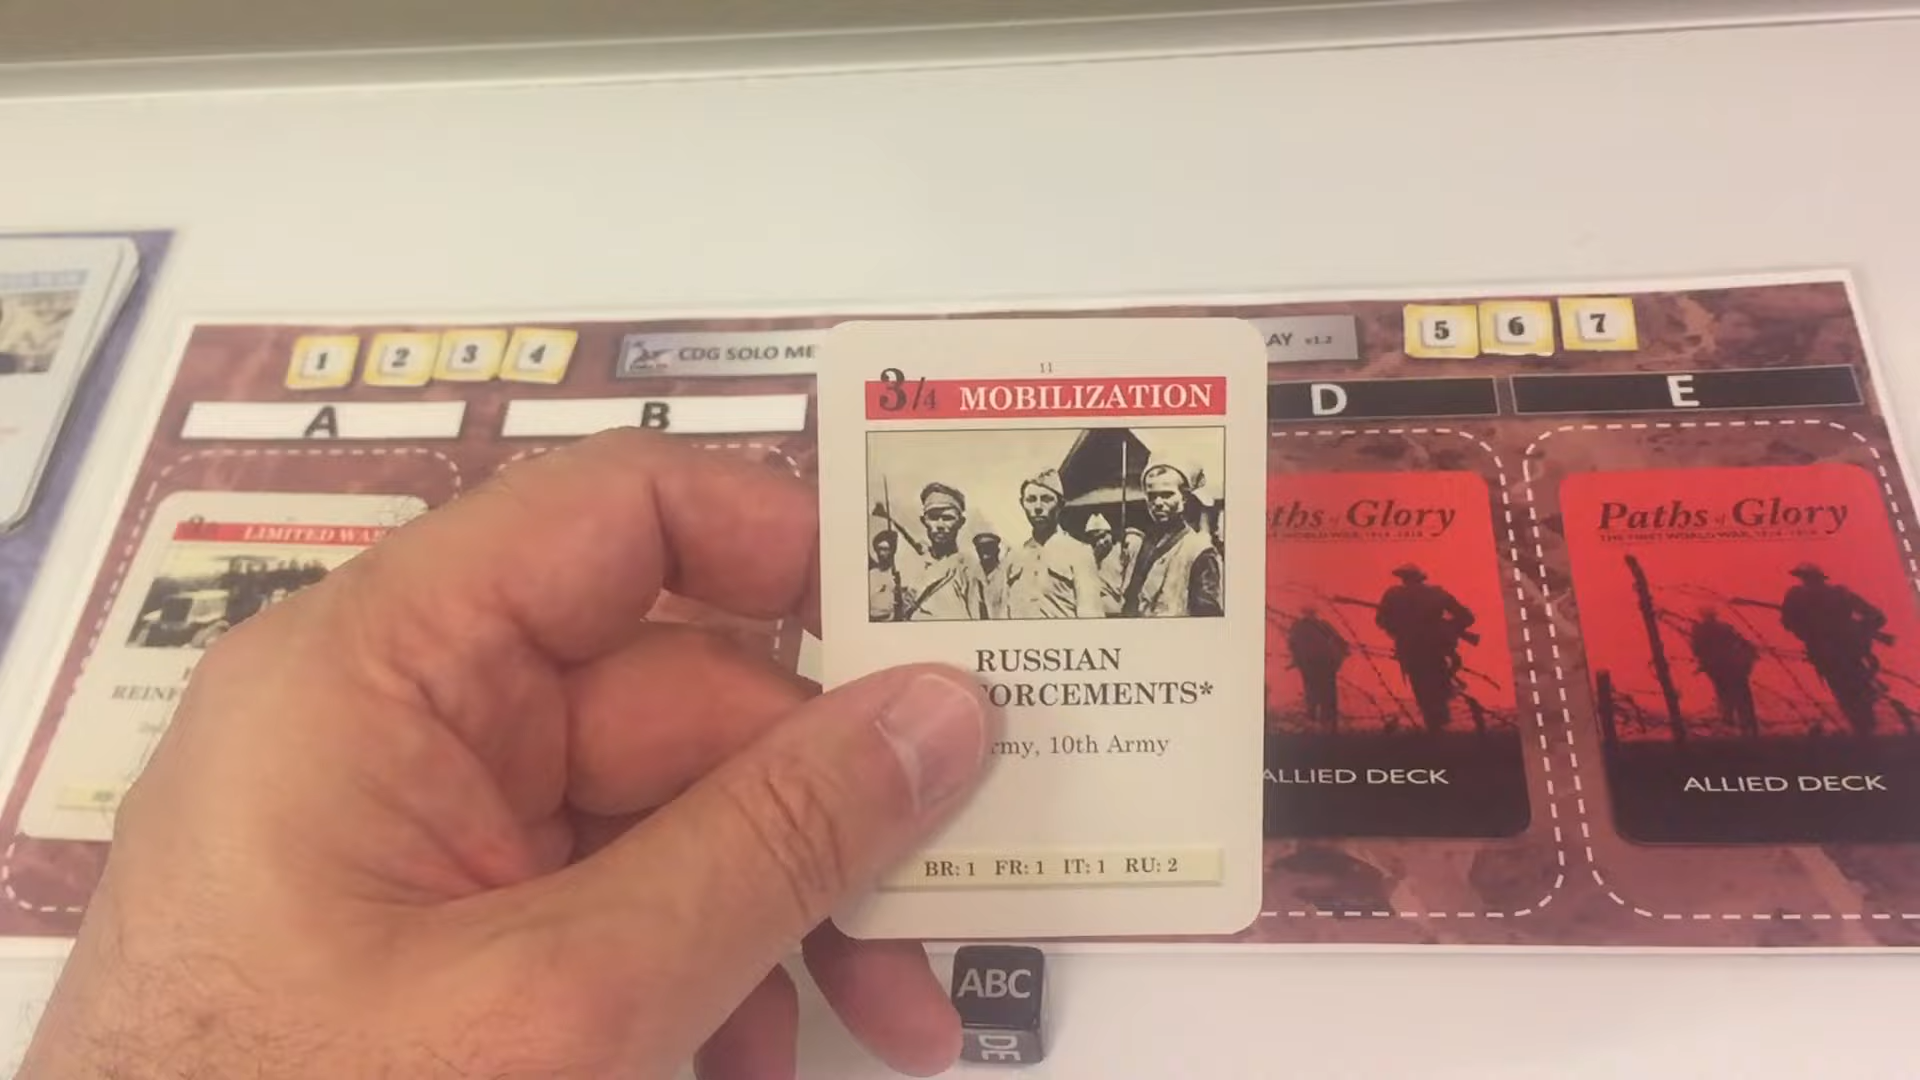 1 2 3 4
CDG SOLO ME
AY v1.2
5 6 7
A
B
D
E
LIMITED WAR
11
3/4 MOBILIZATION
RUSSIAN
FORCEMENTS*
rmy, 10th Army
BR: 1 FR: 1 IT: 1 RU: 2
ths of Glory
ALLIED DECK
Paths of Glory
THE FIRST WORLD WAR, 1914-1918
ALLIED DECK
ABC
DE